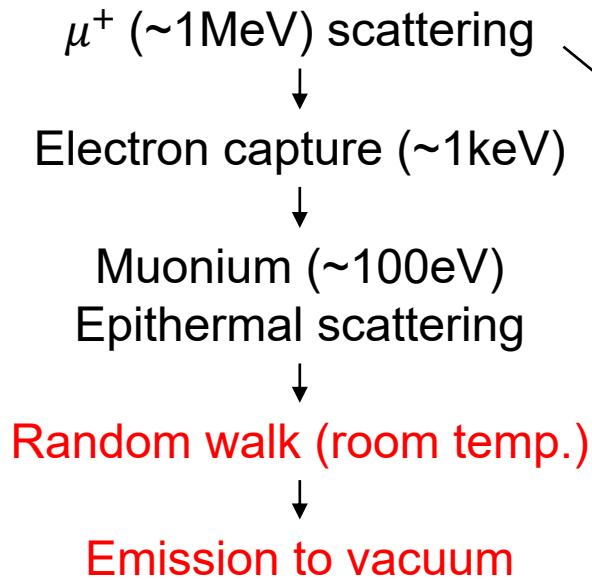 μ⁺ (~1MeV) scattering
Electron capture (~1keV)
Muonium (~100eV)
Epithermal scattering
Random walk (room temp.)
Emission to vacuum